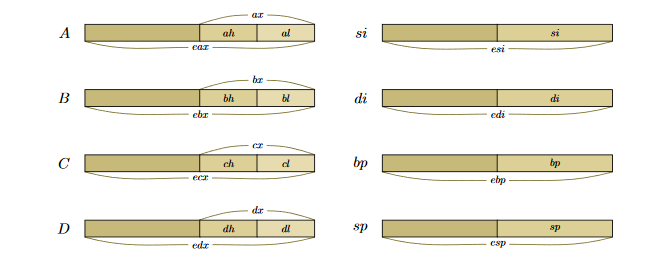 ax
A ah al si si
eax esi
bx
B bh bl di di
ebx edi
cx
C ch cl bp bp
ecx ebp
dx
D dh dl sp sp
edx esp